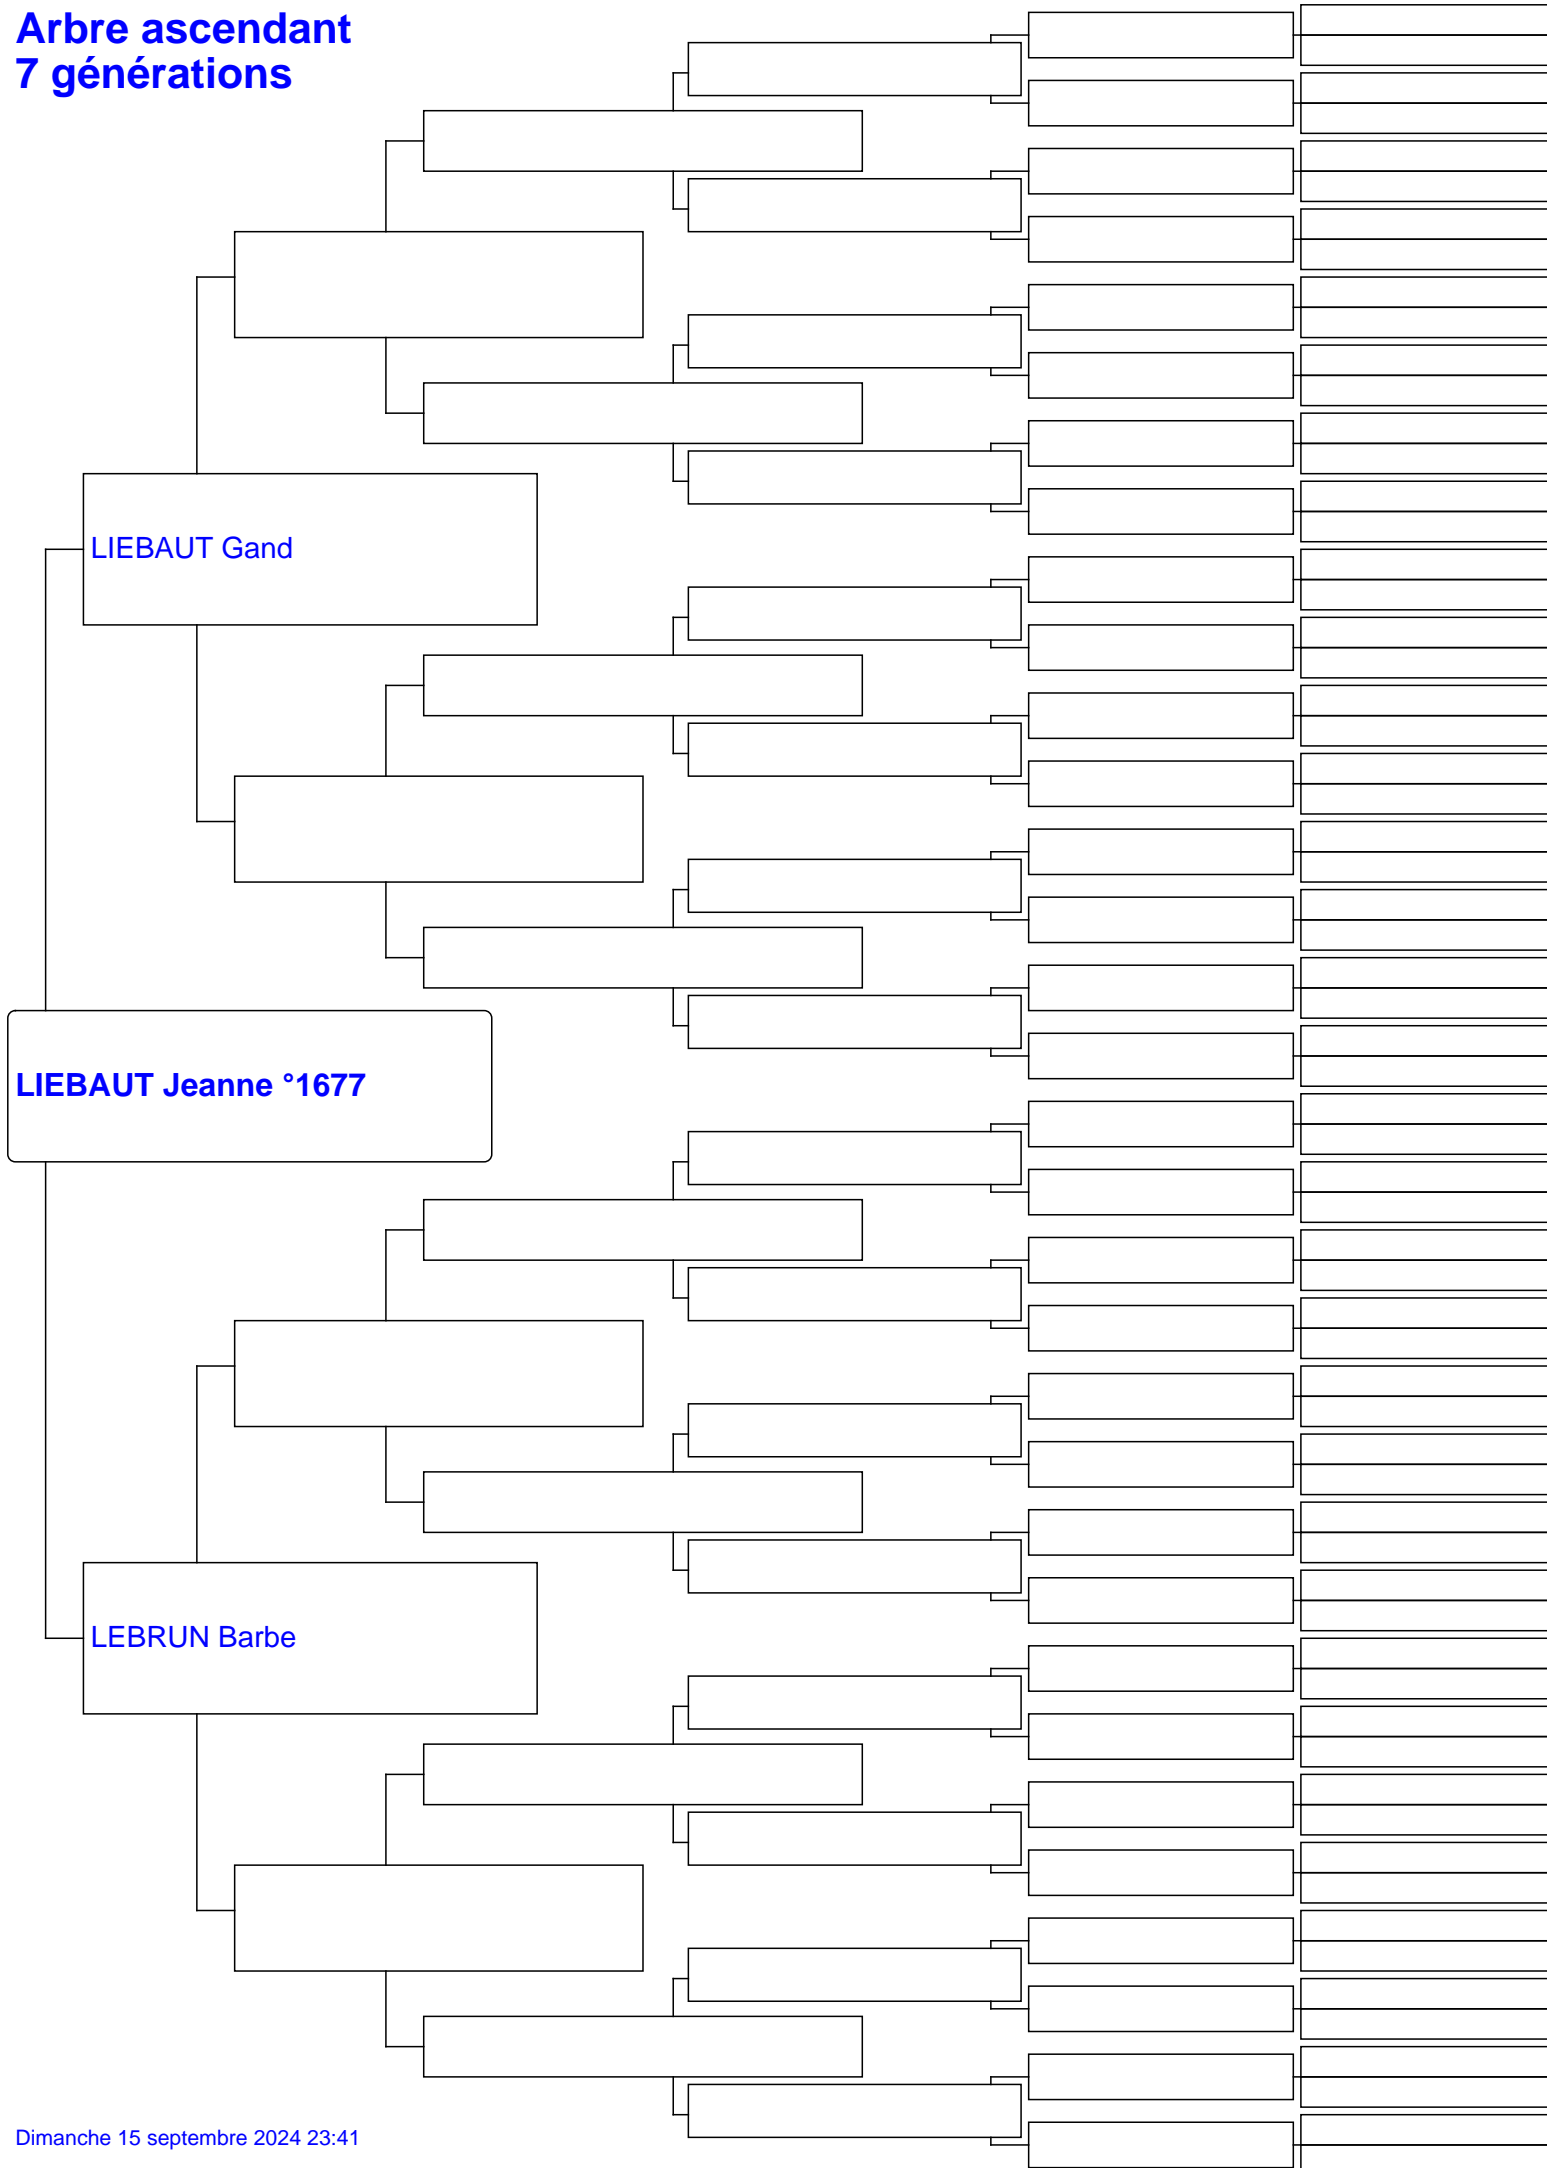 Arbre ascendant
7 générations
LIEBAUT Gand
LIEBAUT Jeanne °1677
LEBRUN Barbe
Dimanche 15 septembre 2024 23:41